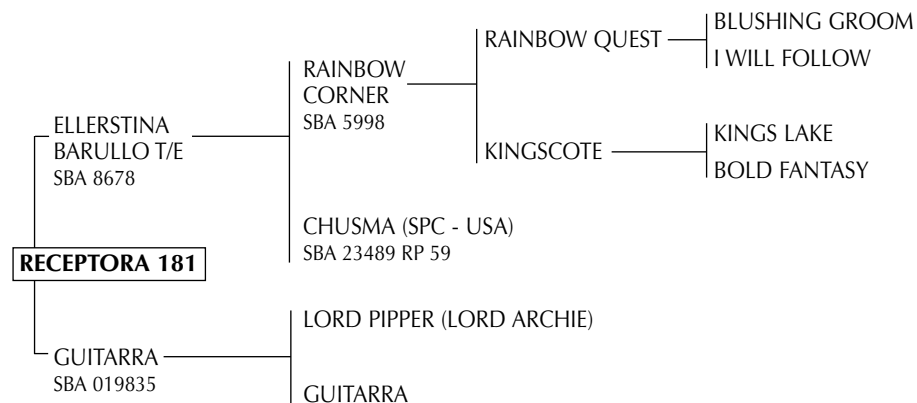 BLUSHING GROOM
RAINBOW QUEST
I WILL FOLLOW
RAINBOW
CORNER
SBA 5998
ELLERSTINA
BARULLO T/E
SBA 8678
KINGS LAKE
KINGSCOTE
BOLD FANTASY
CHUSMA (SPC - USA)
SBA 23489 RP 59
RECEPTORA 181
LORD PIPPER (LORD ARCHIE)
GUITARRA
SBA 019835
GUITARRA